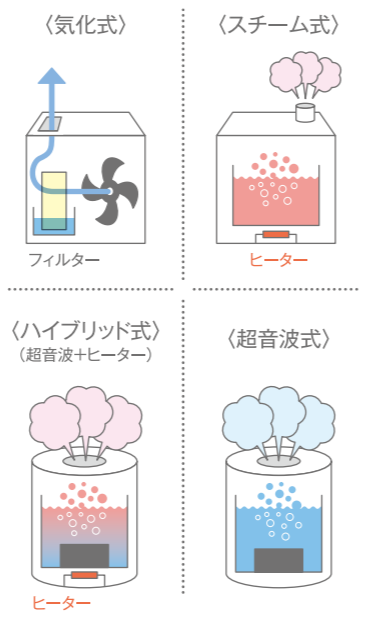 〈気化式〉
〈スチーム式〉
フィルター
ヒーター
〈ハイブリッド式〉
（超音波＋ヒーター）
〈超音波式〉
ヒーター